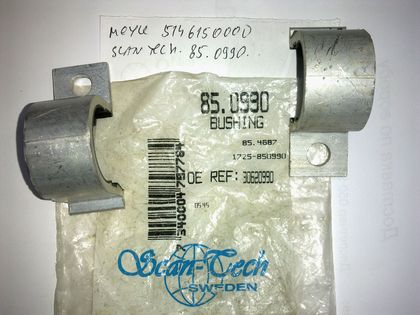 MEYLE 5146150000
SCAN TECH. 85.0990.
85.0990
BUSHING
85.4687
1725-850990
OE REF: 30620990
0545
Scan-Tech
SWEDEN